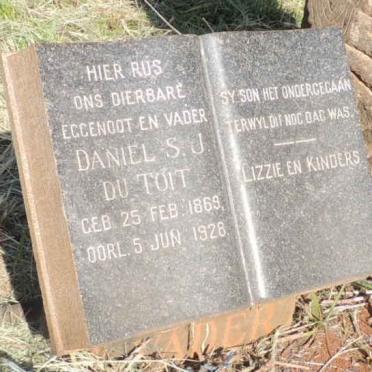 HIER RUS
ONS DIERBARE
EGGENOOT EN VADER
DANIEL S. J.
DU TOIT
GEB 25 FEB 1869.
OORL. 5 JUN 1928.
SY SON HET ONDERGEGAAN
TERWYL DIT NOG DAG WAS.
LIZZIE EN KINDERS
VADER